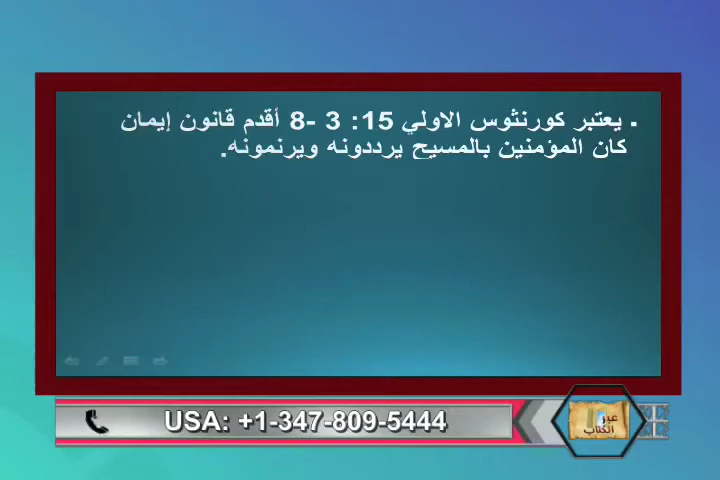 ▪ يعتبر كورنثوس الاولي 15: 3 -8 أقدم قانون إيمان
كان المؤمنين بالمسيح يرددونه ويرنمونه.
USA: +1-347-809-5444
عبر
الكتاب